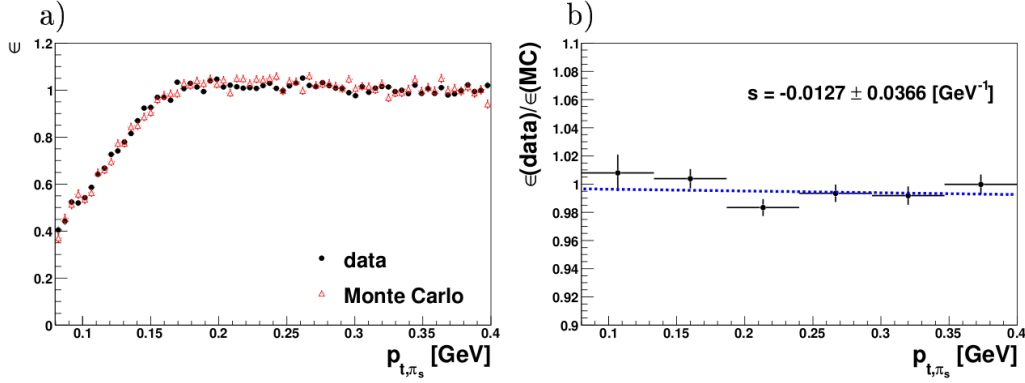 a)
∈
1.2
1
0.8
0.6
0.4
0.2
0
data
Monte Carlo
0.1 0.15 0.2 0.25 0.3 0.35 0.4
p_{t,π_s} [GeV]
b)
∈(data)/∈(MC)
1.1
1.08
1.06
1.04
1.02
1
0.98
0.96
0.94
0.92
0.9
s = -0.0127 ± 0.0366 [GeV⁻¹]
0.1 0.15 0.2 0.25 0.3 0.35 0.4
p_{t,π_s} [GeV]